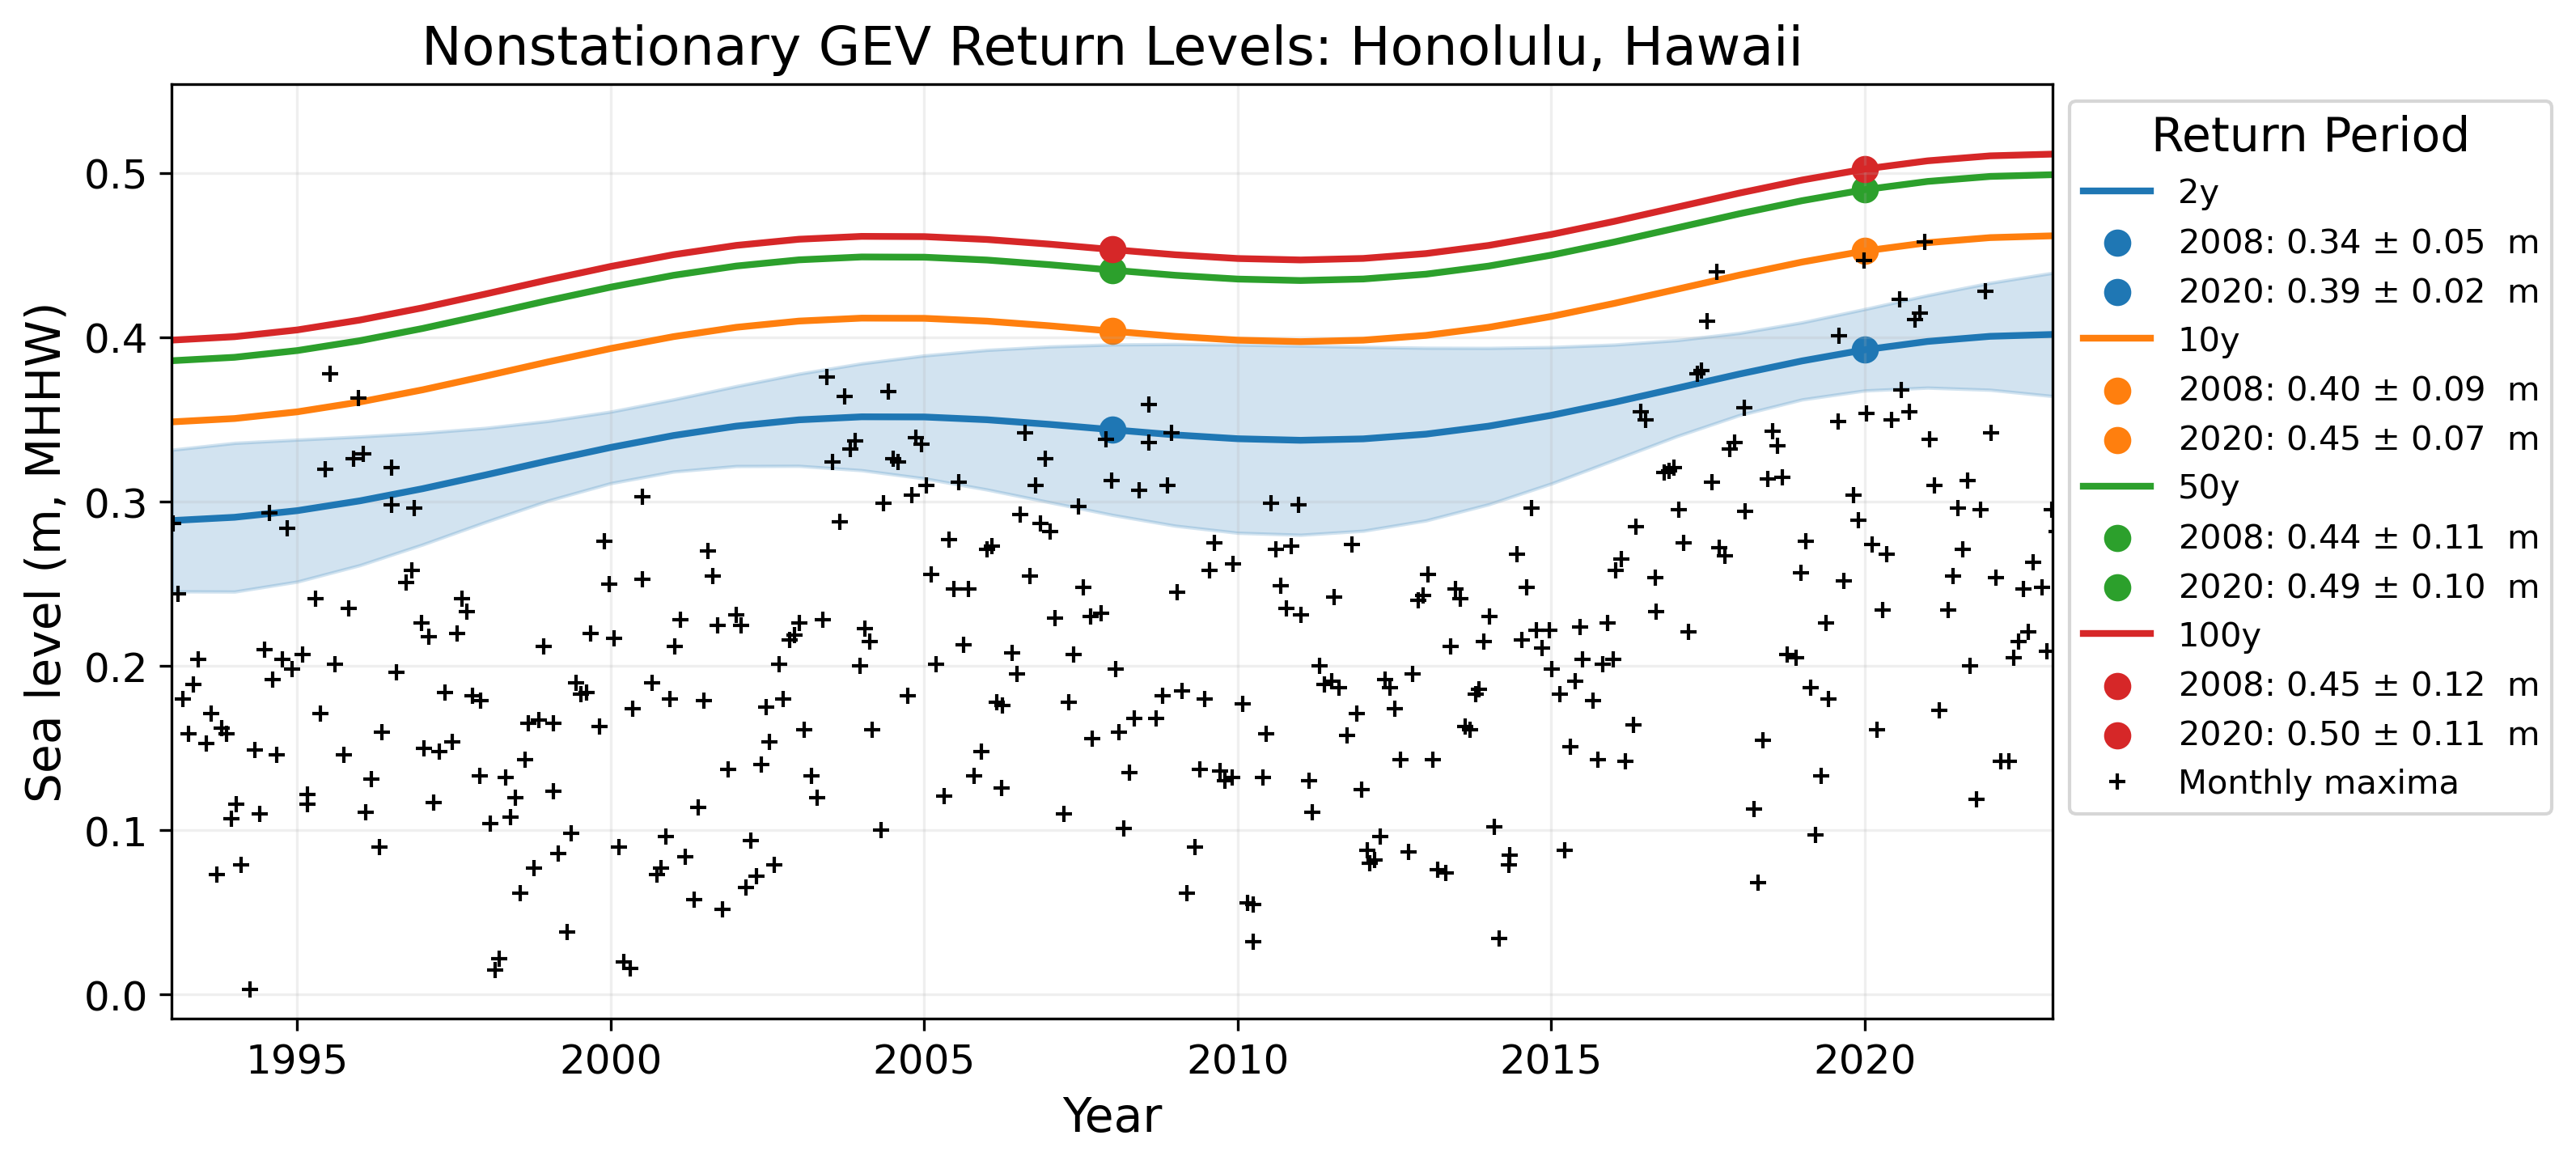 Nonstationary GEV Return Levels: Honolulu, Hawaii
Sea level (m, MHHW)
0.5
0.4
0.3
0.2
0.1
0.0
1995 2000 2005 2010 2015 2020
Year
Return Period
2y
2008: 0.34 ± 0.05 m
2020: 0.39 ± 0.02 m
10y
2008: 0.40 ± 0.09 m
2020: 0.45 ± 0.07 m
50y
2008: 0.44 ± 0.11 m
2020: 0.49 ± 0.10 m
100y
2008: 0.45 ± 0.12 m
2020: 0.50 ± 0.11 m
Monthly maxima